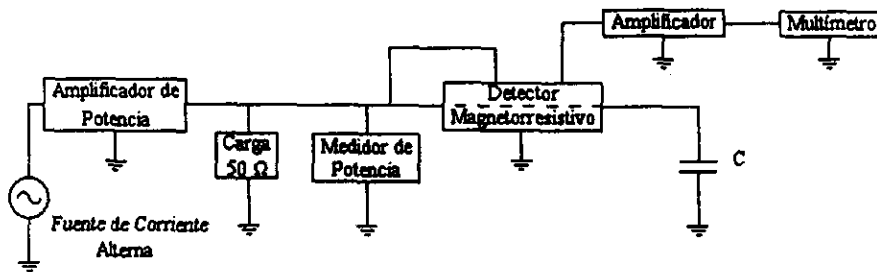 Amplificador
Multímetro
Amplificador de
Potencia
Detector
Magnetorresistivo
Carga
50 Ω
Medidor de
Potencia
C
Fuente de Corriente
Alterna